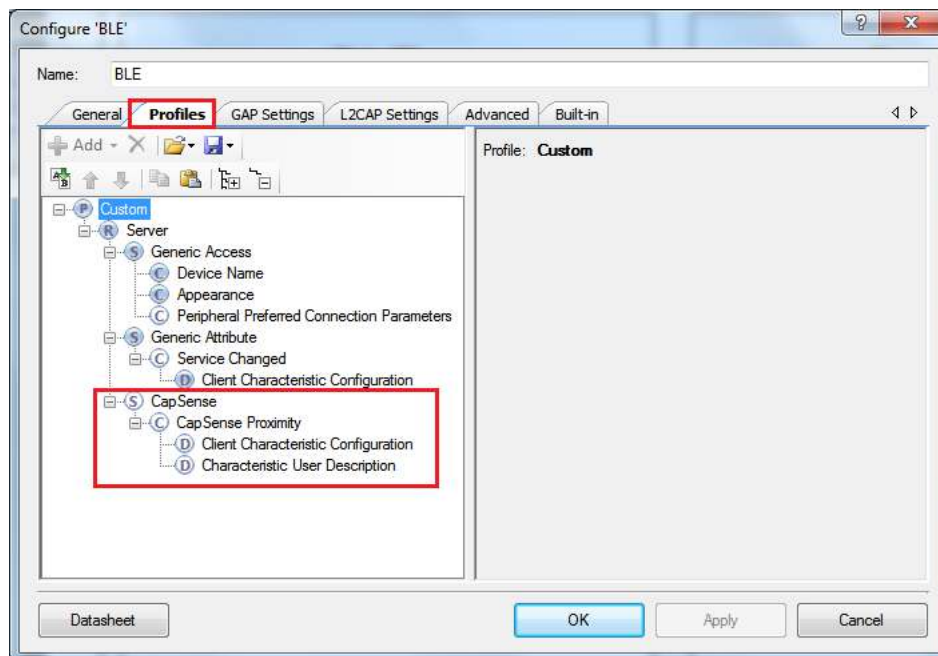 Configure 'BLE'
Name: BLE
General Profiles GAP Settings L2CAP Settings Advanced Built-in
Add
Profile: Custom
Custom
Server
Generic Access
Device Name
Appearance
Peripheral Preferred Connection Parameters
Generic Attribute
Service Changed
Client Characteristic Configuration
CapSense
CapSense Proximity
Client Characteristic Configuration
Characteristic User Description
Datasheet OK Apply Cancel